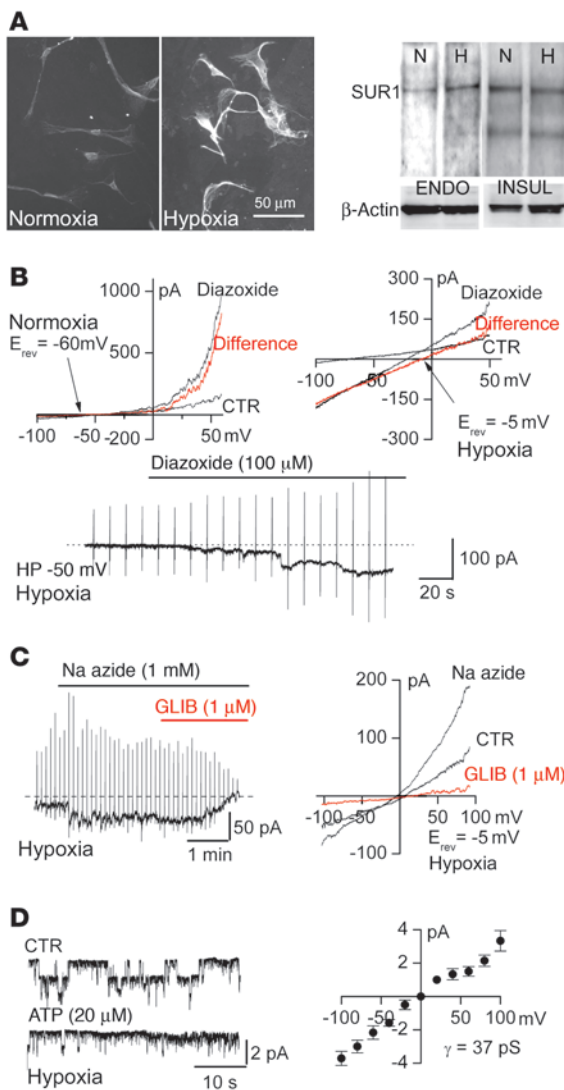 A
Normoxia
Hypoxia
50 μm
N H N H
SUR1
β-Actin
ENDO INSUL
B
1000
pA
Diazoxide
Normoxia
E_rev = -60mV
500
Difference
CTR
-100 -50 -200 50 mV
300
pA
Diazoxide
150
Difference
CTR
-100 -50 50 mV
-150
E_rev = -5 mV
-300
Hypoxia
Diazoxide (100 μM)
HP -50 mV
Hypoxia
100 pA
20 s
C
Na azide (1 mM)
GLIB (1 μM)
50 pA
Hypoxia
1 min
200
pA
Na azide
100
CTR
GLIB (1 μM)
-100 -50 50 100 mV
E_rev = -5 mV
-100
Hypoxia
D
CTR
ATP (20 μM)
2 pA
Hypoxia
10 s
4
pA
2
-100 -50 50 100 mV
-2
γ = 37 pS
-4